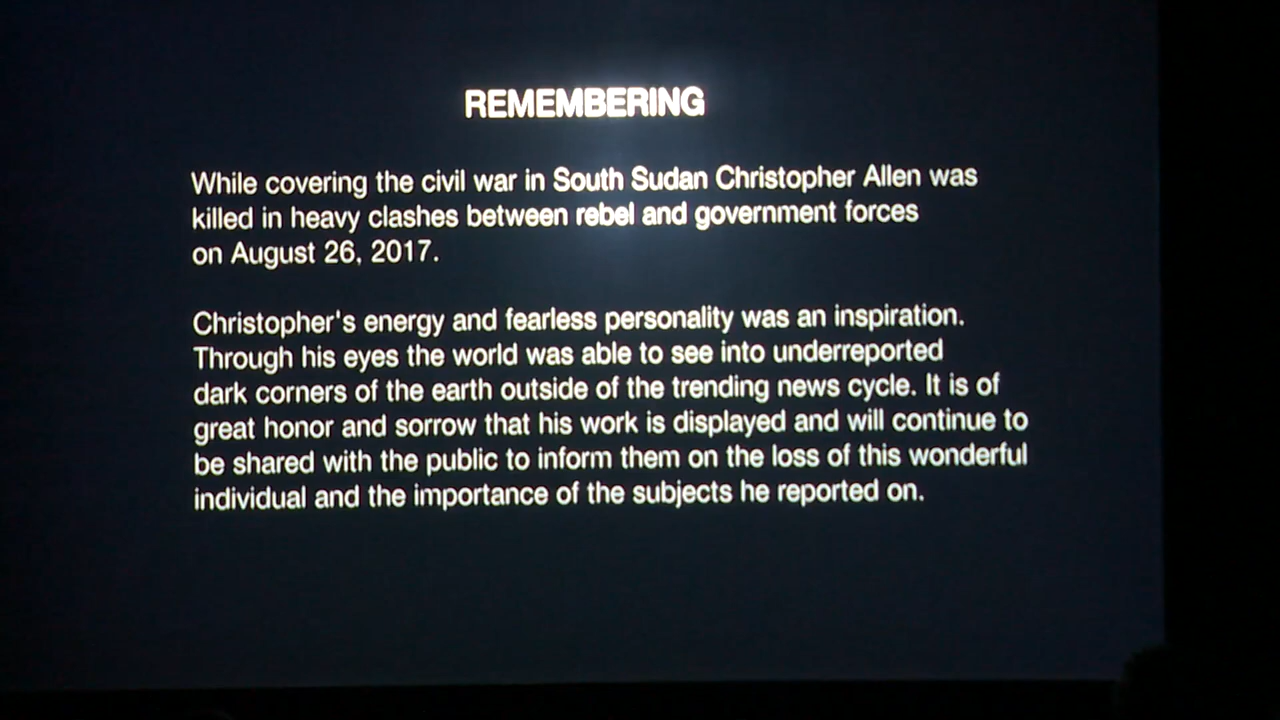 REMEMBERING
While covering the civil war in South Sudan Christopher Allen was
killed in heavy clashes between rebel and government forces
on August 26, 2017.
Christopher's energy and fearless personality was an inspiration.
Through his eyes the world was able to see into underreported
dark corners of the earth outside of the trending news cycle. It is of
great honor and sorrow that his work is displayed and will continue to
be shared with the public to inform them on the loss of this wonderful
individual and the importance of the subjects he reported on.